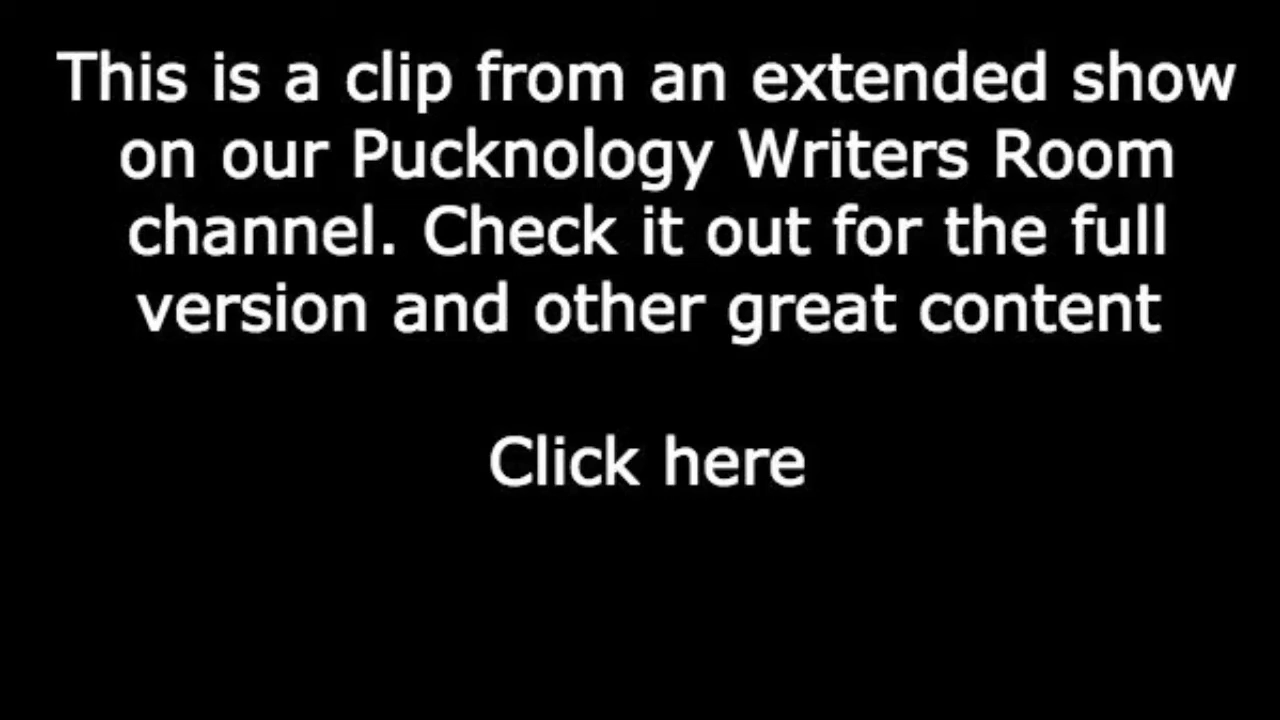 This is a clip from an extended show
on our Pucknology Writers Room
channel. Check it out for the full
version and other great content
Click here